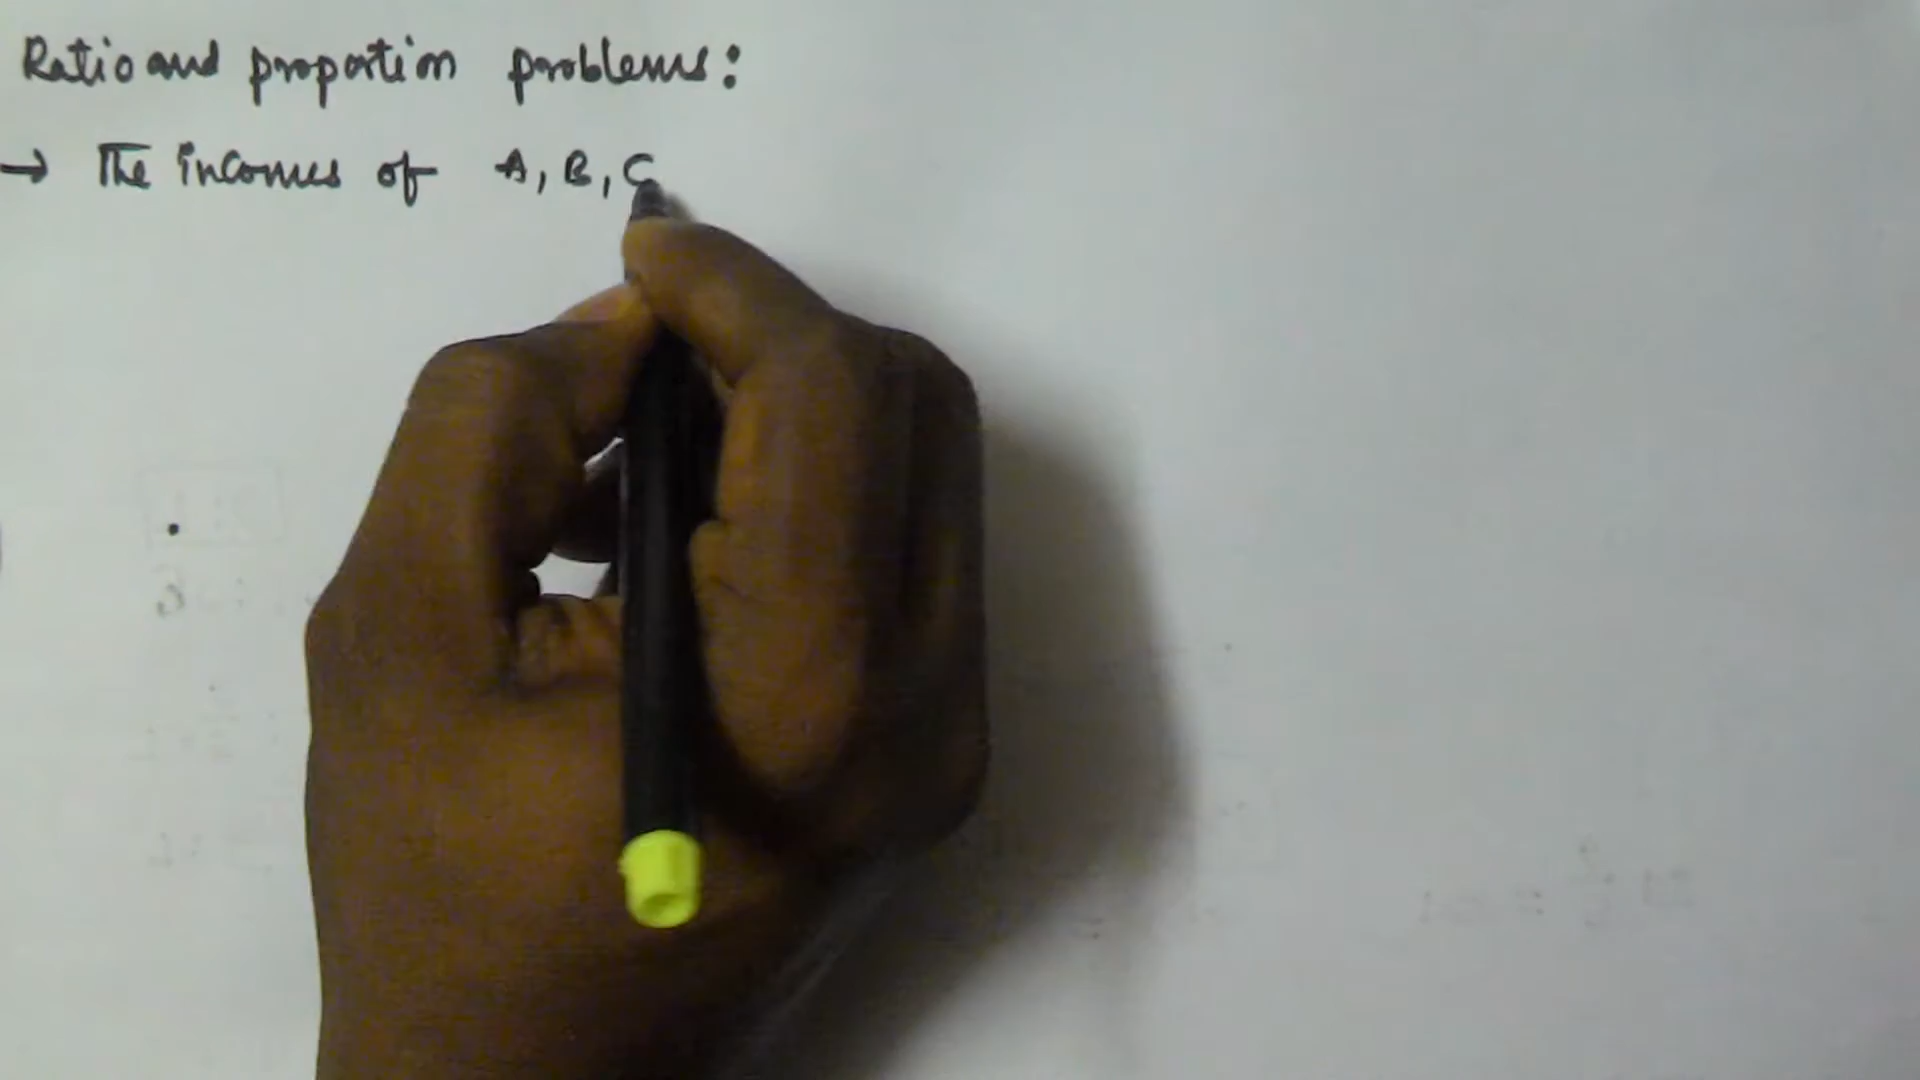 Ratio and proportion problems:
→ The incomes of A, B, C